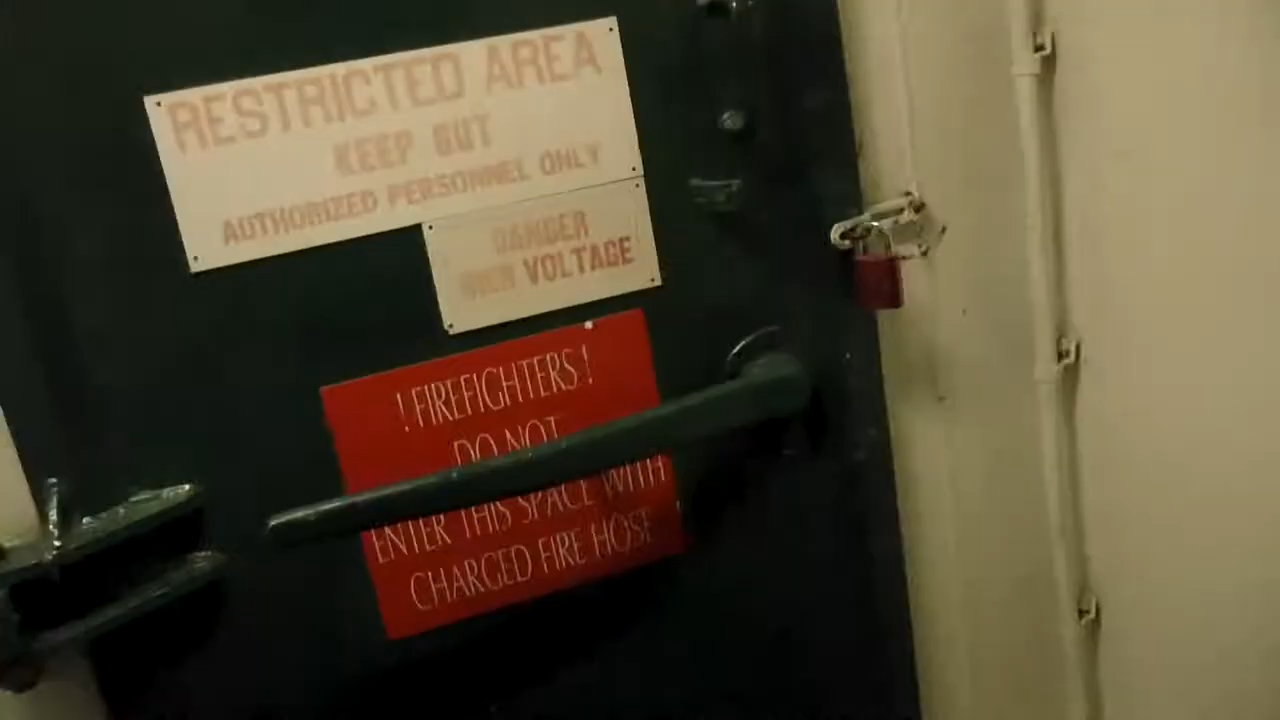 RESTRICTED AREA
KEEP OUT
AUTHORIZED PERSONNEL ONLY
DANGER
HIGH VOLTAGE
! FIREFIGHTERS !
DO NOT
ENTER THIS SPACE WITH
CHARGED FIRE HOSE